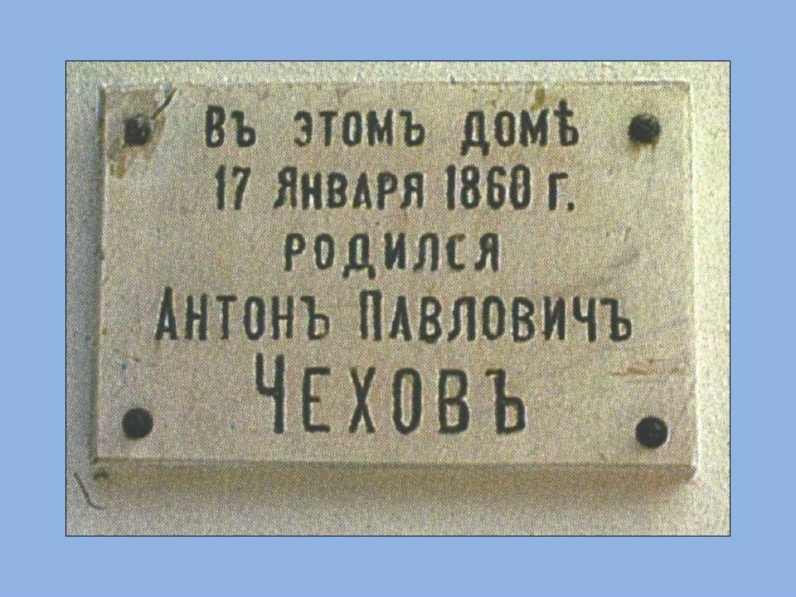 Въ этомъ домѣ
17 Января 1860 г.
родился
Антонъ Павловичъ
Чеховъ